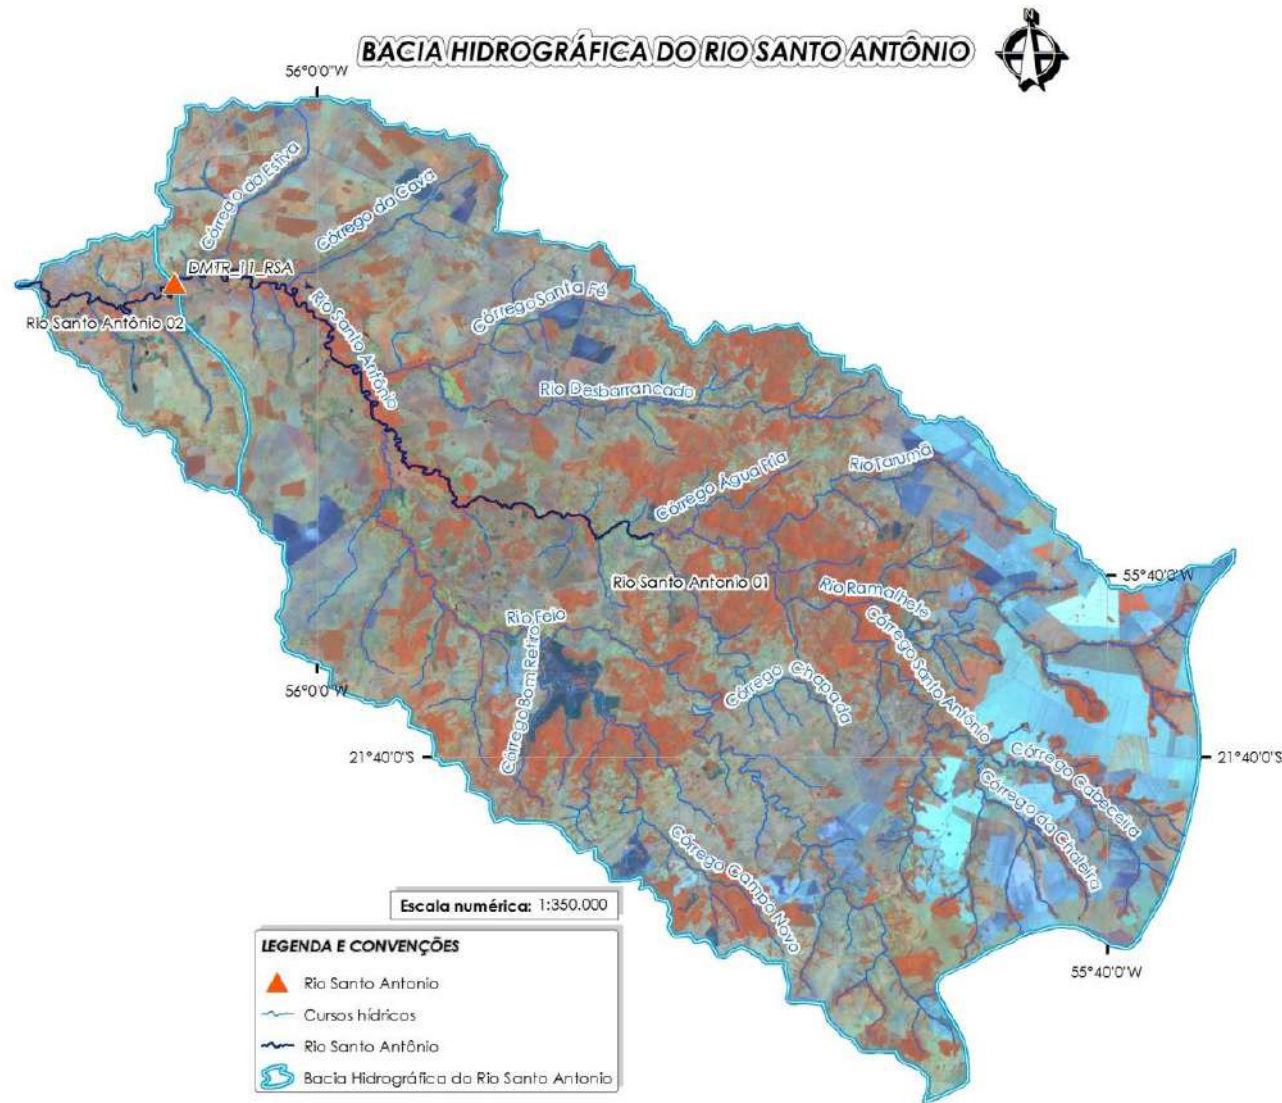 BACIA HIDROGRÁFICA DO RIO SANTO ANTÔNIO
N
56°0'0"W
Córrego da Estiva
Córrego da Cava
DMTR_11_RSA
Rio Santo Antônio 02
Rio Santo Antônio
Córrego Santa Fé
Rio Desbarrancado
Córrego Água Fria
Rio Tarumã
Rio Santo Antonio 01
55°40'0"W
Rio Ramalhete
Rio Feio
Córrego Bom Retiro
56°0'0"W
Córrego Chapada
Córrego Santo Antônio
21°40'0"S
21°40'0"S
Córrego Cabeceira
Córrego da Chaleira
Córrego Campo Novo
55°40'0"W
Escala numérica: 1:350.000
LEGENDA E CONVENÇÕES
Rio Santo Antonio
Cursos hídricos
Rio Santo Antônio
Bacia Hidrográfica do Rio Santo Antonio